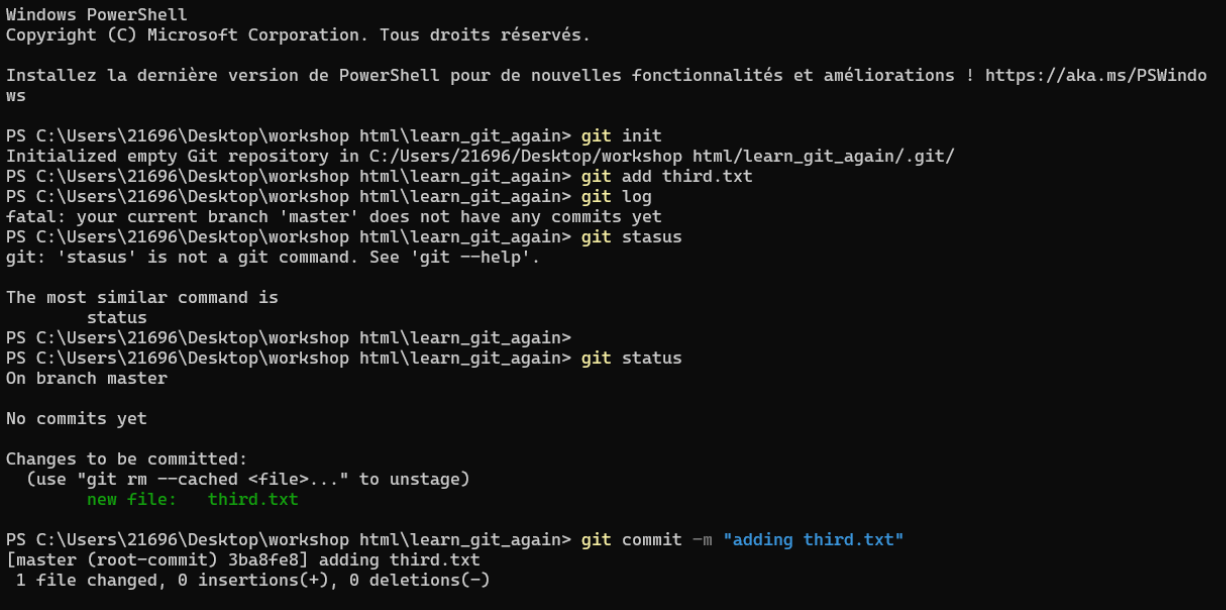 Windows PowerShell
Copyright (C) Microsoft Corporation. Tous droits réservés.
Installez la dernière version de PowerShell pour de nouvelles fonctionnalités et améliorations ! https://aka.ms/PSWindo
ws
PS C:\Users\21696\Desktop\workshop html\learn_git_again> git init
Initialized empty Git repository in C:/Users/21696/Desktop/workshop html/learn_git_again/.git/
PS C:\Users\21696\Desktop\workshop html\learn_git_again> git add third.txt
PS C:\Users\21696\Desktop\workshop html\learn_git_again> git log
fatal: your current branch 'master' does not have any commits yet
PS C:\Users\21696\Desktop\workshop html\learn_git_again> git stasus
git: 'stasus' is not a git command. See 'git --help'.
The most similar command is
        status
PS C:\Users\21696\Desktop\workshop html\learn_git_again>
PS C:\Users\21696\Desktop\workshop html\learn_git_again> git status
On branch master
No commits yet
Changes to be committed:
  (use "git rm --cached <file>..." to unstage)
        new file:   third.txt
PS C:\Users\21696\Desktop\workshop html\learn_git_again> git commit -m "adding third.txt"
[master (root-commit) 3ba8fe8] adding third.txt
 1 file changed, 0 insertions(+), 0 deletions(-)